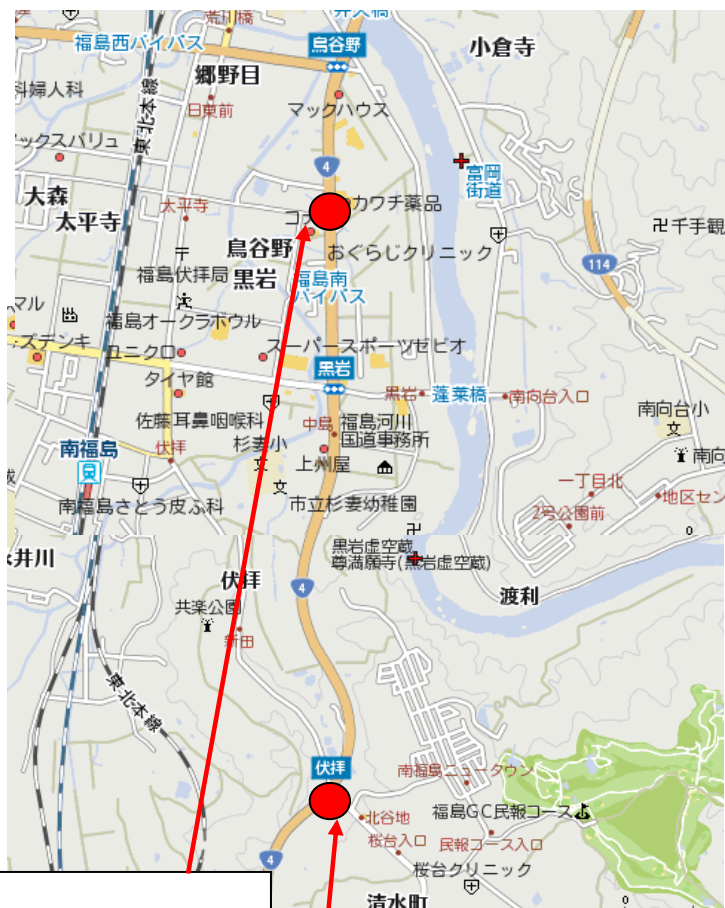 荒川橋
福島西バイパス
鳥谷野
小倉寺
郷野目
科婦人科
日東前
マックハウス
東北本線
ックスバリュ
4
富岡
街道
大森
太平寺
太平寺
カワチ薬品
コナ
千手観
鳥谷野
おぐらじクリニック
114
福島伏拝局
黒岩
福島南
バイパス
マル
福島オークラボウル
ズデンキ
ユニクロ
スーパースポーツゼビオ
黒岩
タイヤ館
黒岩
蓬莱橋
南向台入口
南向台小
佐藤耳鼻咽喉科
中島
福島河川
国道事務所
南福島
伏拝
杉妻小
上州屋
南向
一丁目北
地区セン
南福島さとう皮ふ科
市立杉妻幼稚園
2号公園前
永井川
黒岩虚空蔵
尊満願寺(黒岩虚空蔵)
伏拝
4
渡利
共楽公園
新田
東北本線
伏拝
南福島ニュータウン
北谷地
福島GC民報コース
桜台入口
民報コース入口
4
桜台クリニック
清水町